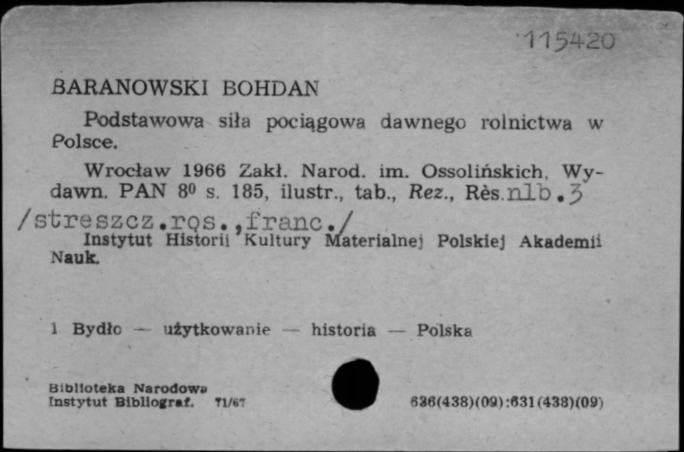 115420
BARANOWSKI BOHDAN
Podstawowa siła pociągowa dawnego rolnictwa w
Polsce.
Wrocław 1966 Zakł. Narod. im. Ossolińskich, Wy-
dawn. PAN 8⁰ s. 185, ilustr., tab., Rez., Rès. nlb. 3
/streszcz.ros., franc./
Instytut Historii Kultury Materialnej Polskiej Akademii
Nauk.
1 Bydło — użytkowanie — historia — Polska
Biblioteka Narodowa
Instytut Bibliograf. 71/67 636(438)(09):631(438)(09)